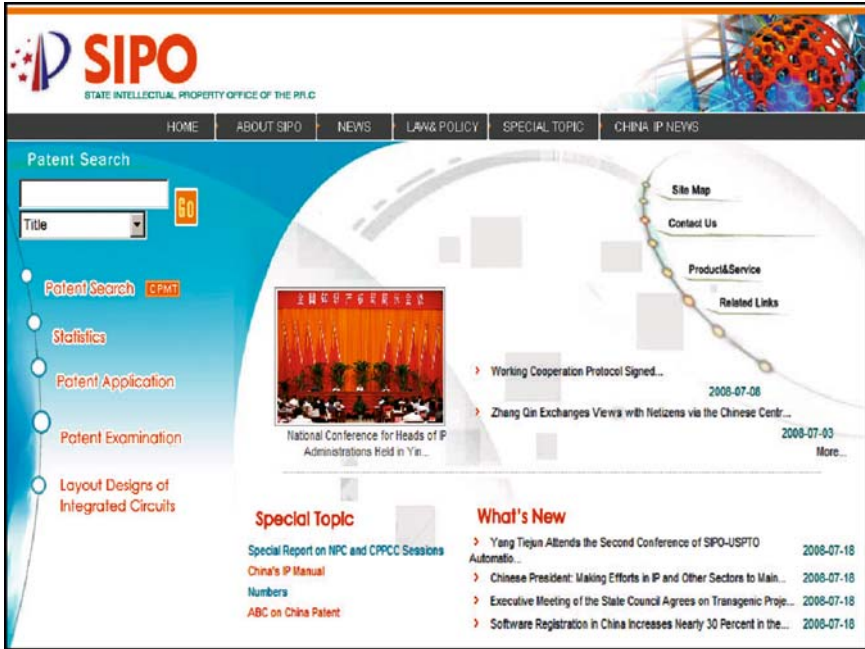 SIPO
STATE INTELLECTUAL PROPERTY OFFICE OF THE P.R.C
HOME ABOUT SIPO NEWS LAW& POLICY SPECIAL TOPIC CHINA IP NEWS
Patent Search
GO
Title
Patent Search CPMT
Statistics
Patent Application
Patent Examination
Layout Designs of
Integrated Circuits
Site Map
Contact Us
Product&Service
Related Links
National Conference for Heads of IP
Administrations Held in Yin...
Working Cooperation Protocol Signed...
2008-07-08
Zhang Qin Exchanges Views with Netizens via the Chinese Centr...
2008-07-03
More...
Special Topic
Special Report on NPC and CPPCC Sessions
China's IP Manual
Numbers
ABC on China Patent
What's New
Yang Tiejun Attends the Second Conference of SIPO-USPTO
Automatio... 2008-07-18
Chinese President: Making Efforts in IP and Other Sectors to Main... 2008-07-18
Executive Meeting of the State Council Agrees on Transgenic Proje... 2008-07-18
Software Registration in China Increases Nearly 30 Percent in the... 2008-07-18